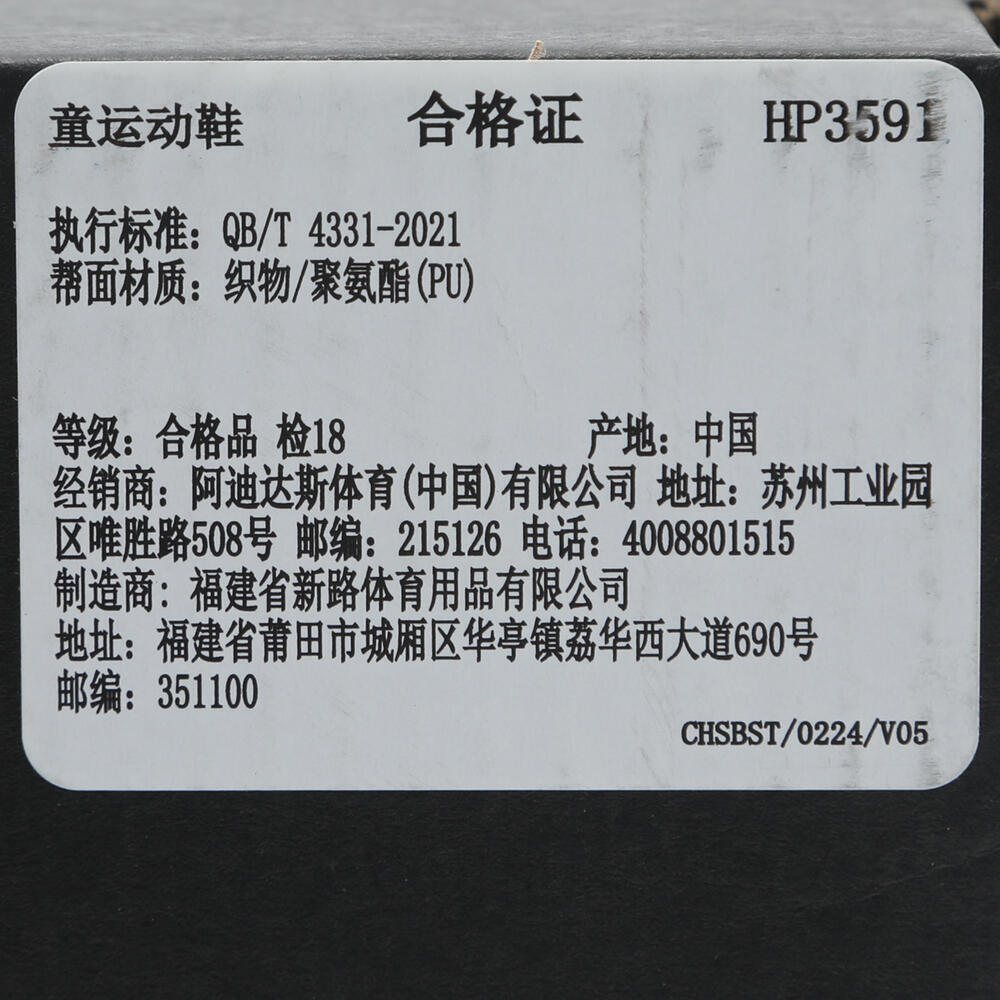 童运动鞋 合格证 HP3591
执行标准：QB/T 4331-2021
帮面材质：织物/聚氨酯(PU)
等级：合格品 检18 产地：中国
经销商：阿迪达斯体育(中国)有限公司 地址：苏州工业园
区唯胜路508号 邮编：215126 电话：4008801515
制造商：福建省新路体育用品有限公司
地址：福建省莆田市城厢区华亭镇荔华西大道690号
邮编：351100
CHSBST/0224/V05